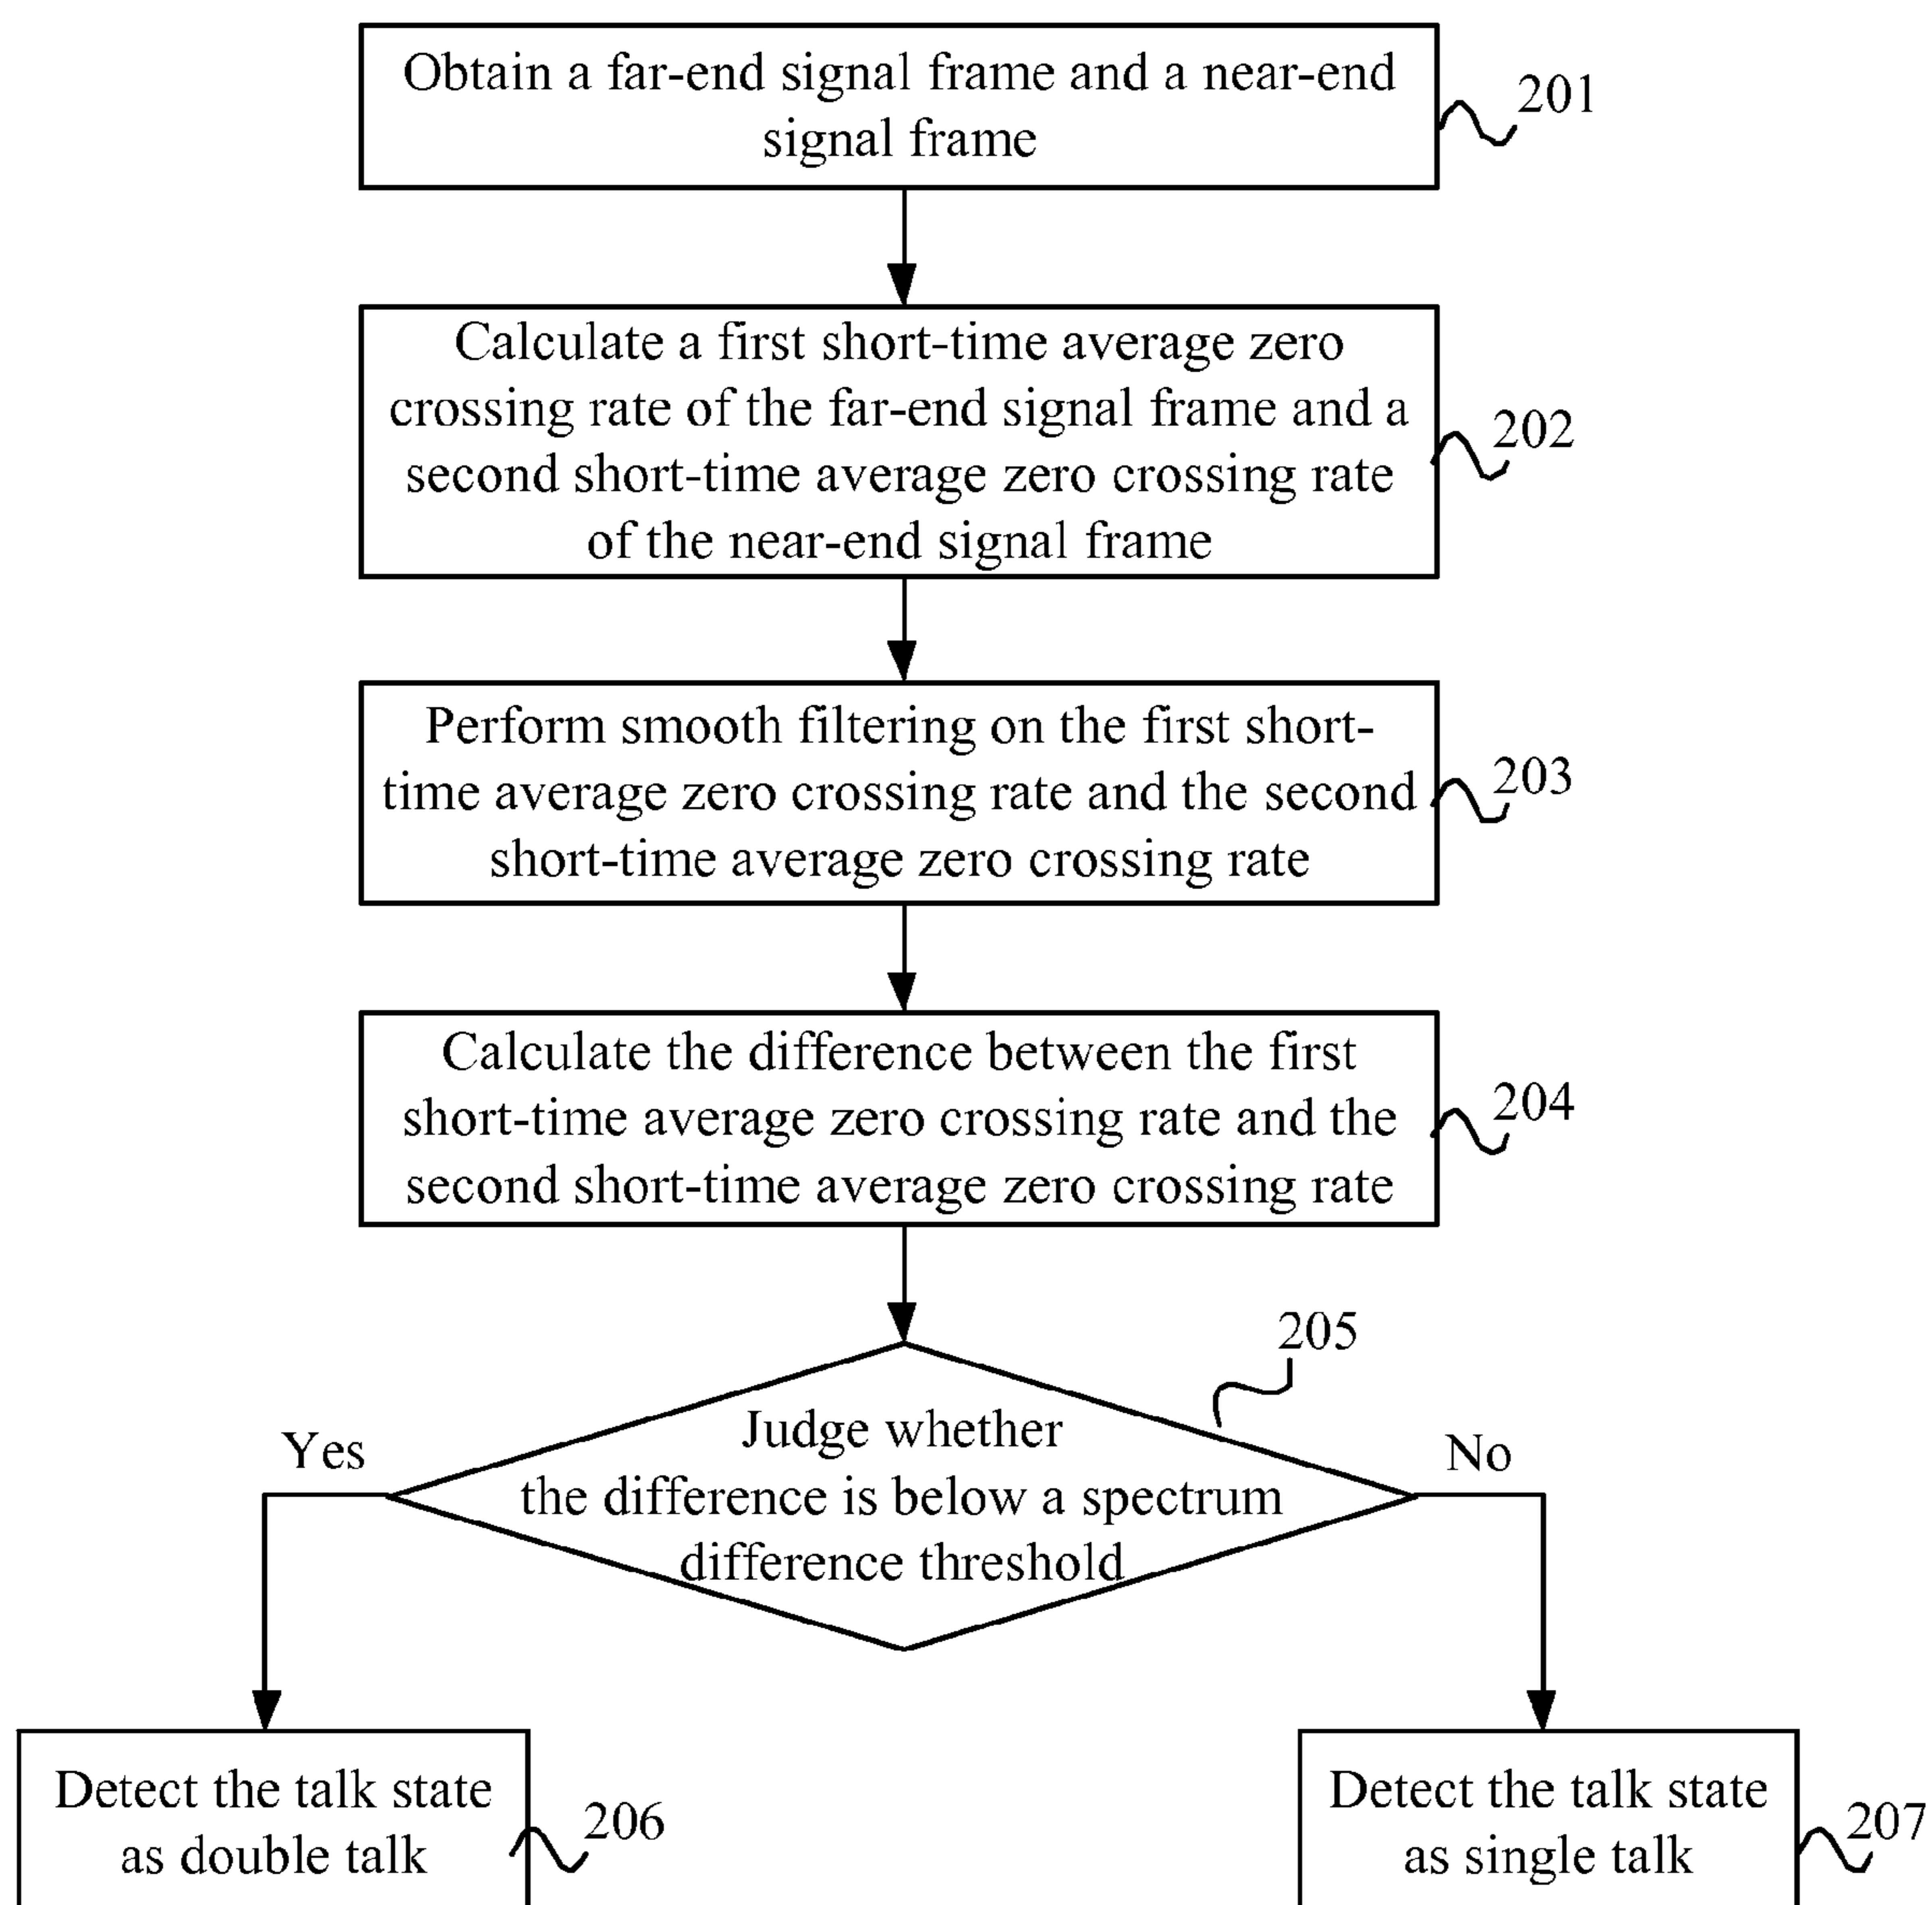 Obtain a far-end signal frame and a near-end
signal frame
201
Calculate a first short-time average zero
crossing rate of the far-end signal frame and a
second short-time average zero crossing rate
of the near-end signal frame
202
Perform smooth filtering on the first short-
time average zero crossing rate and the second
short-time average zero crossing rate
203
Calculate the difference between the first
short-time average zero crossing rate and the
second short-time average zero crossing rate
204
205
Judge whether
the difference is below a spectrum
difference threshold
Yes
No
Detect the talk state
as double talk
206
Detect the talk state
as single talk
207